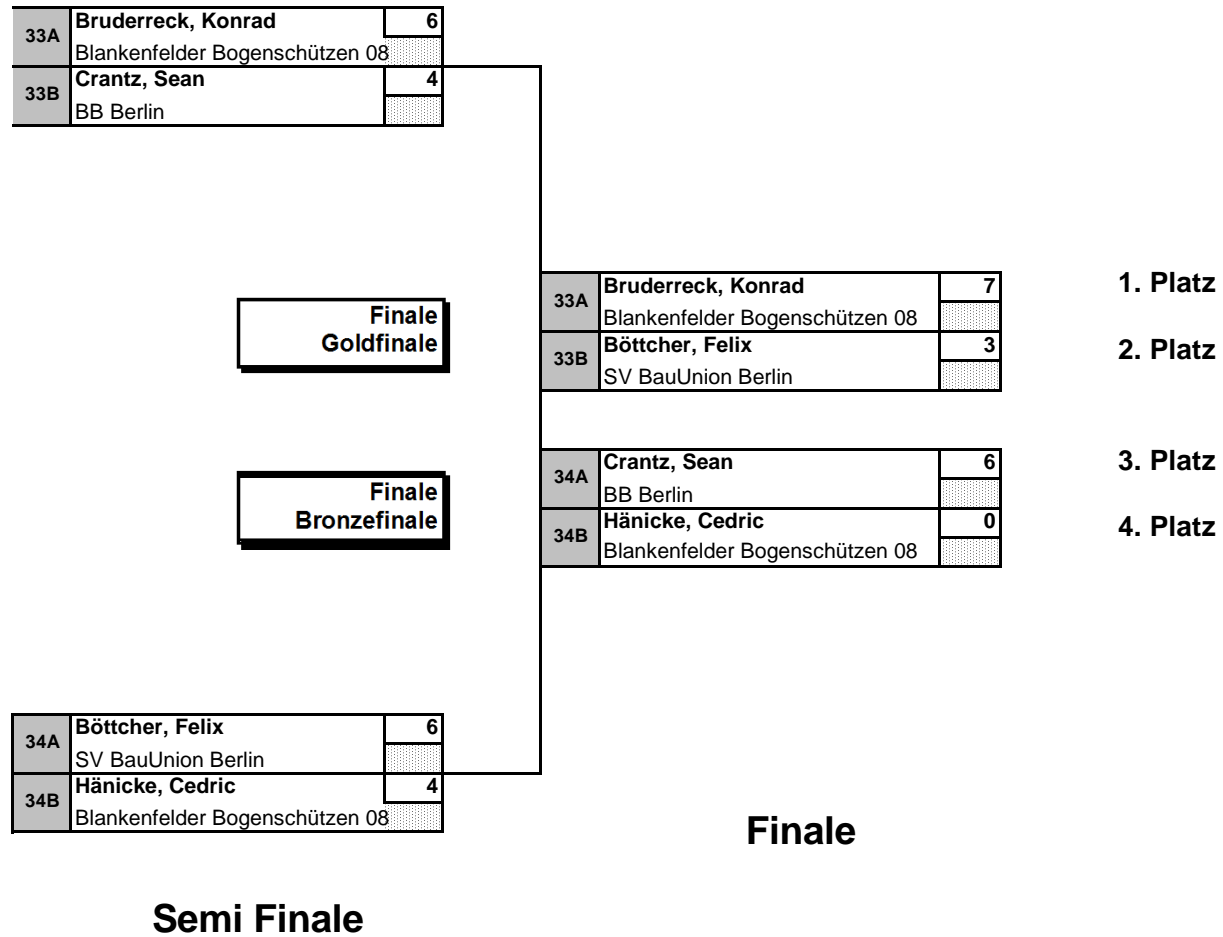 33A Bruderreck, Konrad 6
Blankenfelder Bogenschützen 08
33B Crantz, Sean 4
BB Berlin
Finale
Goldfinale
33A Bruderreck, Konrad 7 1. Platz
Blankenfelder Bogenschützen 08
33B Böttcher, Felix 3 2. Platz
SV BauUnion Berlin
Finale
Bronzefinale
34A Crantz, Sean 6 3. Platz
BB Berlin
34B Hänicke, Cedric 0 4. Platz
Blankenfelder Bogenschützen 08
34A Böttcher, Felix 6
SV BauUnion Berlin
34B Hänicke, Cedric 4
Blankenfelder Bogenschützen 08
Finale
Semi Finale